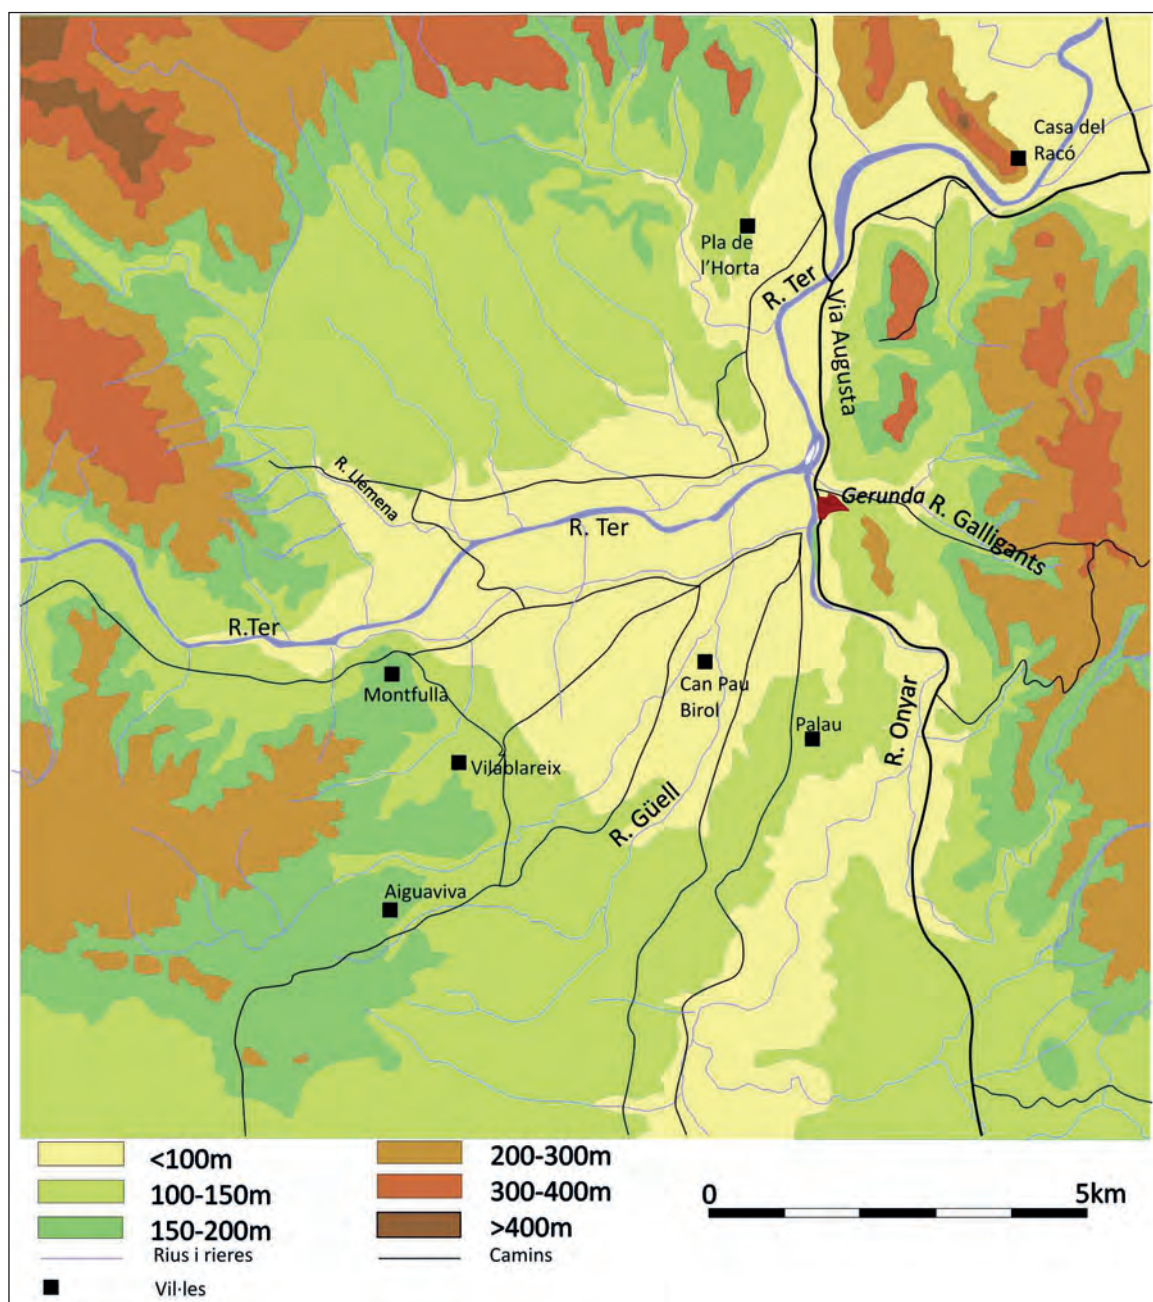 Casa del
Racó
Pla de
l'Horta
R. Ter
Via Augusta
R. Llémena
Gerunda
R. Galligants
R. Ter
R.Ter
Montfullà
Can Pau
Birol
Palau
R. Onyar
Vilablareix
R. Güell
Aiguaviva
<100m
200-300m
0
5km
100-150m
300-400m
150-200m
>400m
Rius i rieres
Camins
Vil·les